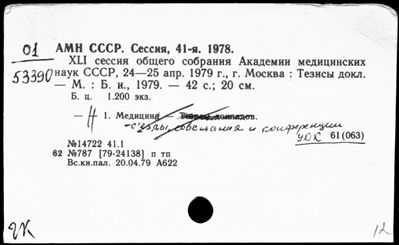 01 АМН СССР. Сессия, 41-я. 1978.
53390 XLI сессия общего собрания Академии медицинских
наук СССР, 24—25 апр. 1979 г., г. Москва : Тезисы докл.
— М. : Б. и., 1979. — 42 с.; 20 см.
Б. ц. 1.200 экз.
— 1. Медицина — Тезисы докладов.
- съезды, совещания и конференции
УДК 61 (063)
№14722 41.1
62 №787 [79-24138] п тп
Вс.кн.пал. 20.04.79 А622
12